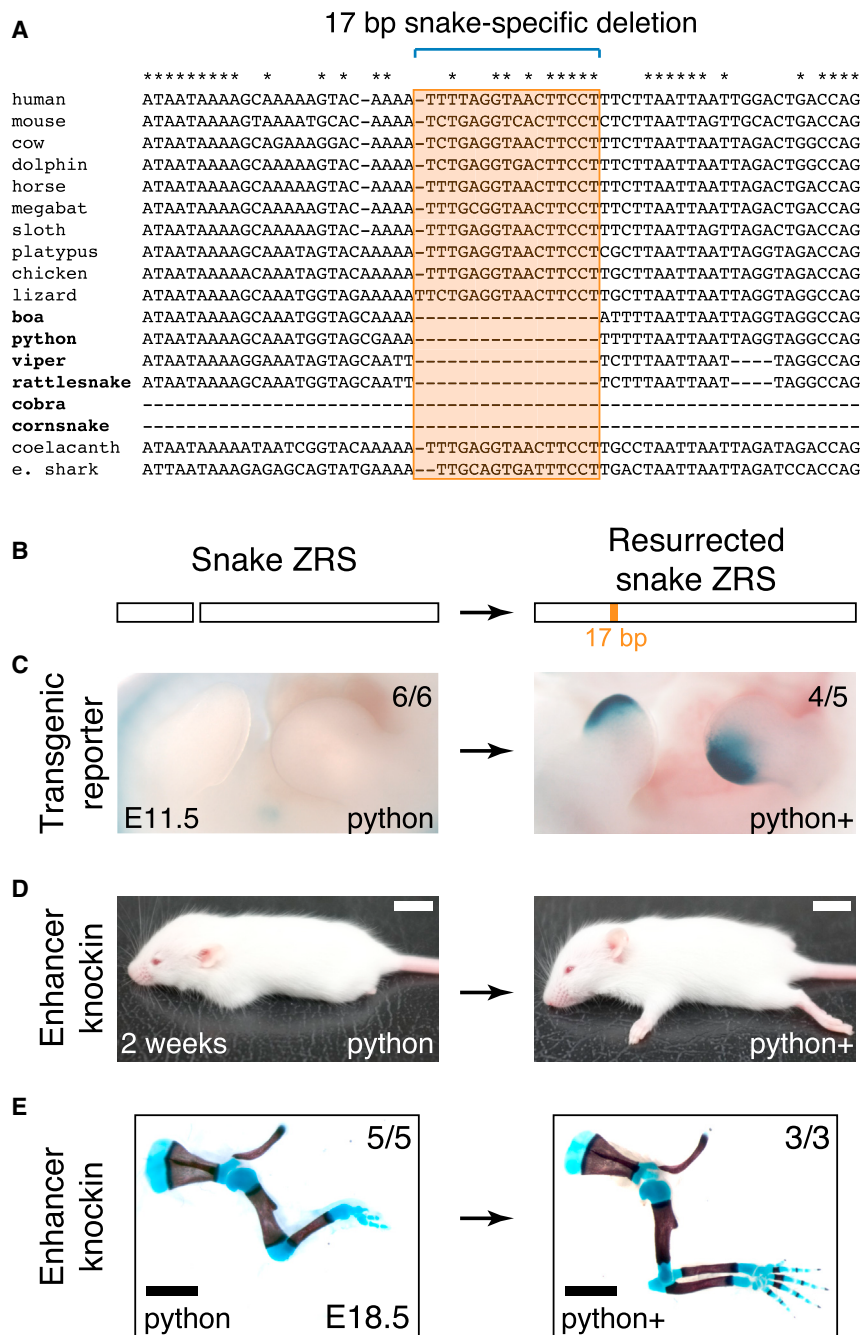 A
17 bp snake-specific deletion
********* * * * ** * ** * ***** ****** * * ****
human ATAATAAAAGCAAAAAGTAC-AAAA-TTTTAGGTAACTTCCTTTCTTAATTAATTGGACTGACCAG
mouse ATAATAAAAGTAAAATGCAC-AAAA-TCTGAGGTCACTTCCTCTCTTAATTAGTTGCACTGACCAG
cow ATAATAAAAGCAGAAAGGAC-AAAA-TCTGAGGTAACTTCCTTTCTTAATTAATTAGACTGGCCAG
dolphin ATAATAAAAGCAAAAAGTAC-AAAA-TCTGAGGTGACTTCCTTTCTTAATTAATTAGACTGGCCAG
horse ATAATAAAAGCAAAAAGTAC-AAAA-TTTGAGGTAACTTCCTTTCTTAATTAATTAGACTGACCAG
megabat ATAATAAAAGCAAAAAGTAC-AAAA-TTTGCGGTAACTTCCTTTCTTAATTAATTAGACTGACCAG
sloth ATAATAAAAGCAAAAAGTAC-AAAA-TTTGAGGTAACTTCCTTTCTTAATTAGTTAGACTGACCAG
platypus ATAATAAAAGCAAATAGTACAAAAA-TTTGAGGTAACTTCCTCGCTTAATTAATTAGGTAGACCAG
chicken ATAATAAAAACAAATAGTACAAAAA-TTTGAGGTAACTTCCTTGCTTAATTAATTAGGTAGACCAG
lizard ATAATAAAAGCAAATGGTAGAAAAATTCTGAGGTAACTTCCTTGCTTAATTAATTAGGTAGGCCAG
boa ATAATAAAAGCAAATGGTAGCAAAA-----------------ATTTTAATTAATTAGGTAGGCCAG
python ATAATAAAAGCAAATGGTAGCGAAA-----------------TTTTTAATTAATTAGGTAGGCCAG
viper ATAATAAAAGGAAATAGTAGCAATT-----------------TCTTTAATTAAT----TAGGCCAG
rattlesnake ATAATAAAAGCAAATGGTAGCAATT-----------------TCTTTAATTAAT----TAGGCCAG
cobra ------------------------------------------------------------------
cornsnake ------------------------------------------------------------------
coelacanth ATAATAAAAATAATCGGTACAAAAA-TTTGAGGTAACTTCCTTGCCTAATTAATTAGATAGACCAG
e. shark ATTAATAAAGAGAGCAGTATGAAAA--TTGCAGTGATTTCCTTGACTAATTAATTAGATCCACCAG
B
Snake ZRS
Resurrected
snake ZRS
17 bp
C
Transgenic
reporter
6/6
E11.5
python
4/5
python+
D
Enhancer
knockin
2 weeks
python
python+
E
Enhancer
knockin
5/5
python
E18.5
3/3
python+